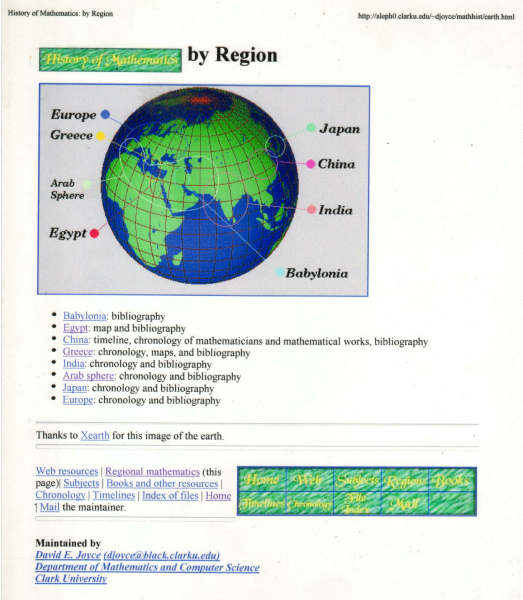 History of Mathematics: by Region
http://aleph0.clarku.edu/~djoyce/mathhist/earth.html
History of Mathematics by Region
Europe
Greece
Arab
Sphere
Egypt
Japan
China
India
Babylonia
Babylonia: bibliography
Egypt: map and bibliography
China: timeline, chronology of mathematicians and mathematical works, bibliography
Greece: chronology, maps, and bibliography
India: chronology and bibliography
Arab sphere: chronology and bibliography
Japan: chronology and bibliography
Europe: chronology and bibliography
Thanks to Xearth for this image of the earth.
Web resources | Regional mathematics (this
page)| Subjects | Books and other resources |
Chronology | Timelines | Index of files | Home
Mail the maintainer.
Home Web Subjects Regions Books
Timelines Chronology File Index Mail
Maintained by
David E. Joyce (djoyce@black.clarku.edu)
Department of Mathematics and Computer Science
Clark University